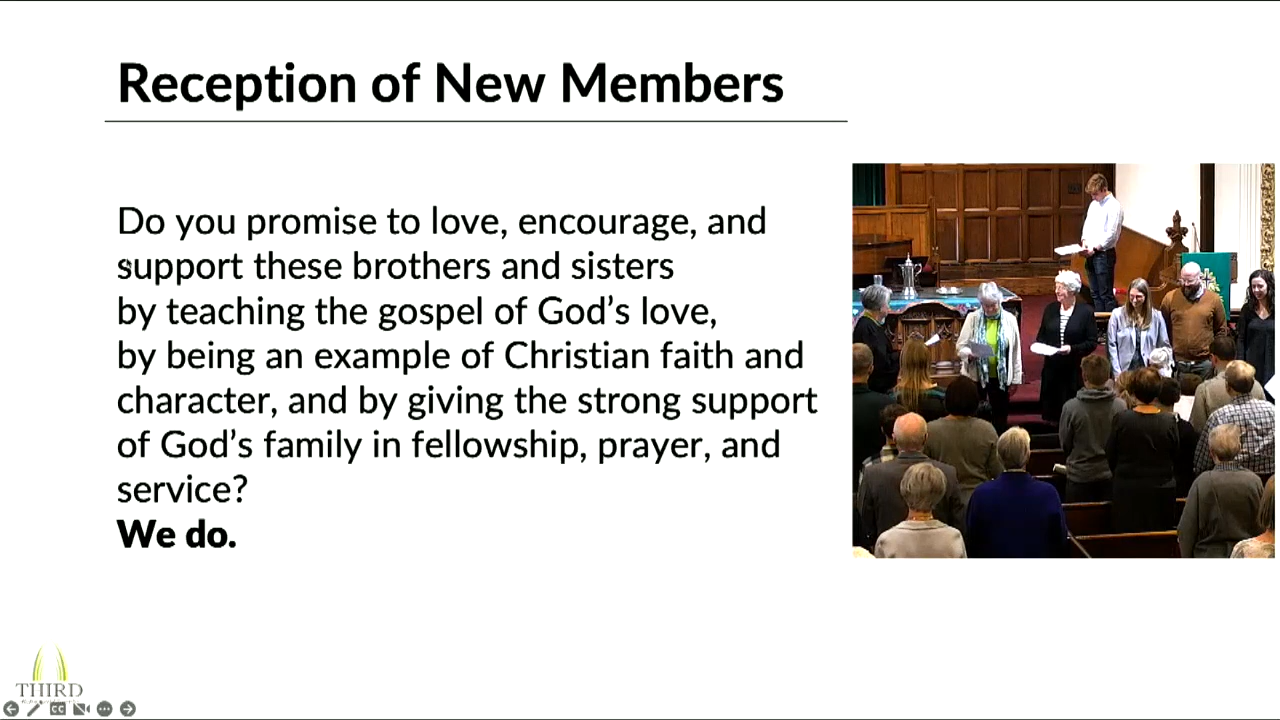 Reception of New Members
Do you promise to love, encourage, and
support these brothers and sisters
by teaching the gospel of God's love,
by being an example of Christian faith and
character, and by giving the strong support
of God's family in fellowship, prayer, and
service?
We do.
THIRD
CC